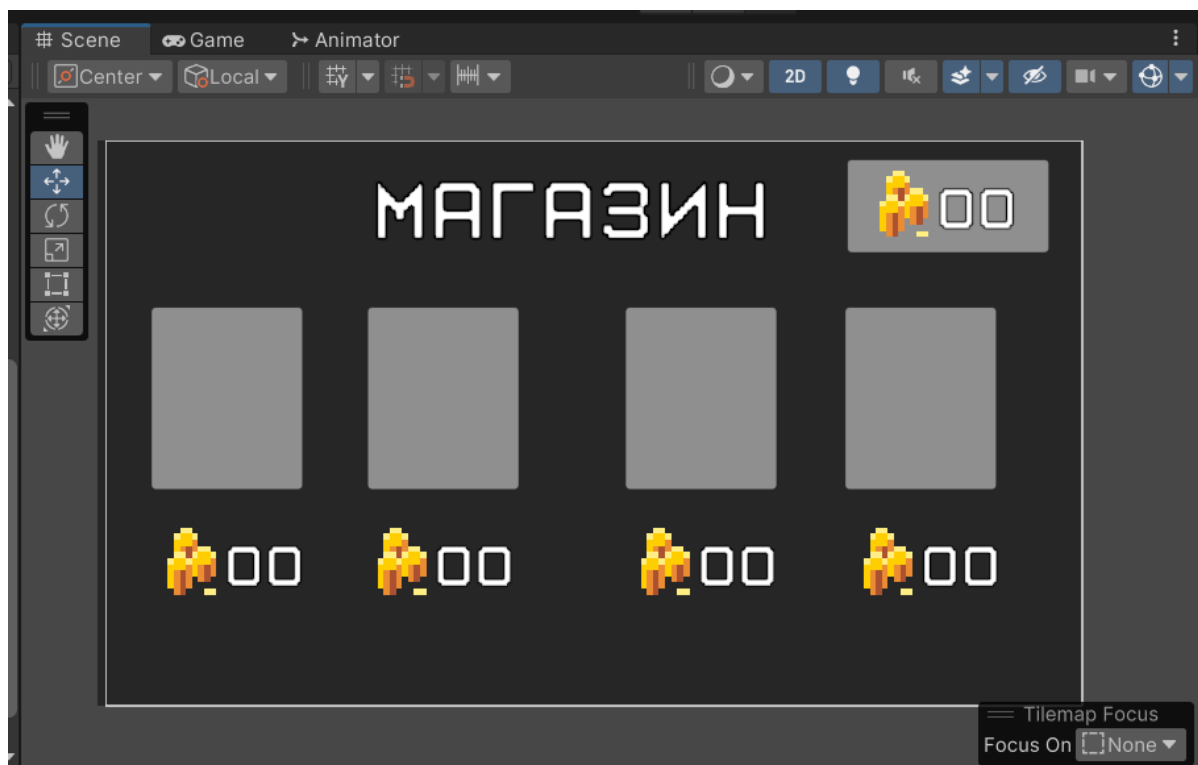 Scene Game Animator
Center Local 2D
МАГАЗИН 00
00 00 00 00
Tilemap Focus
Focus On None